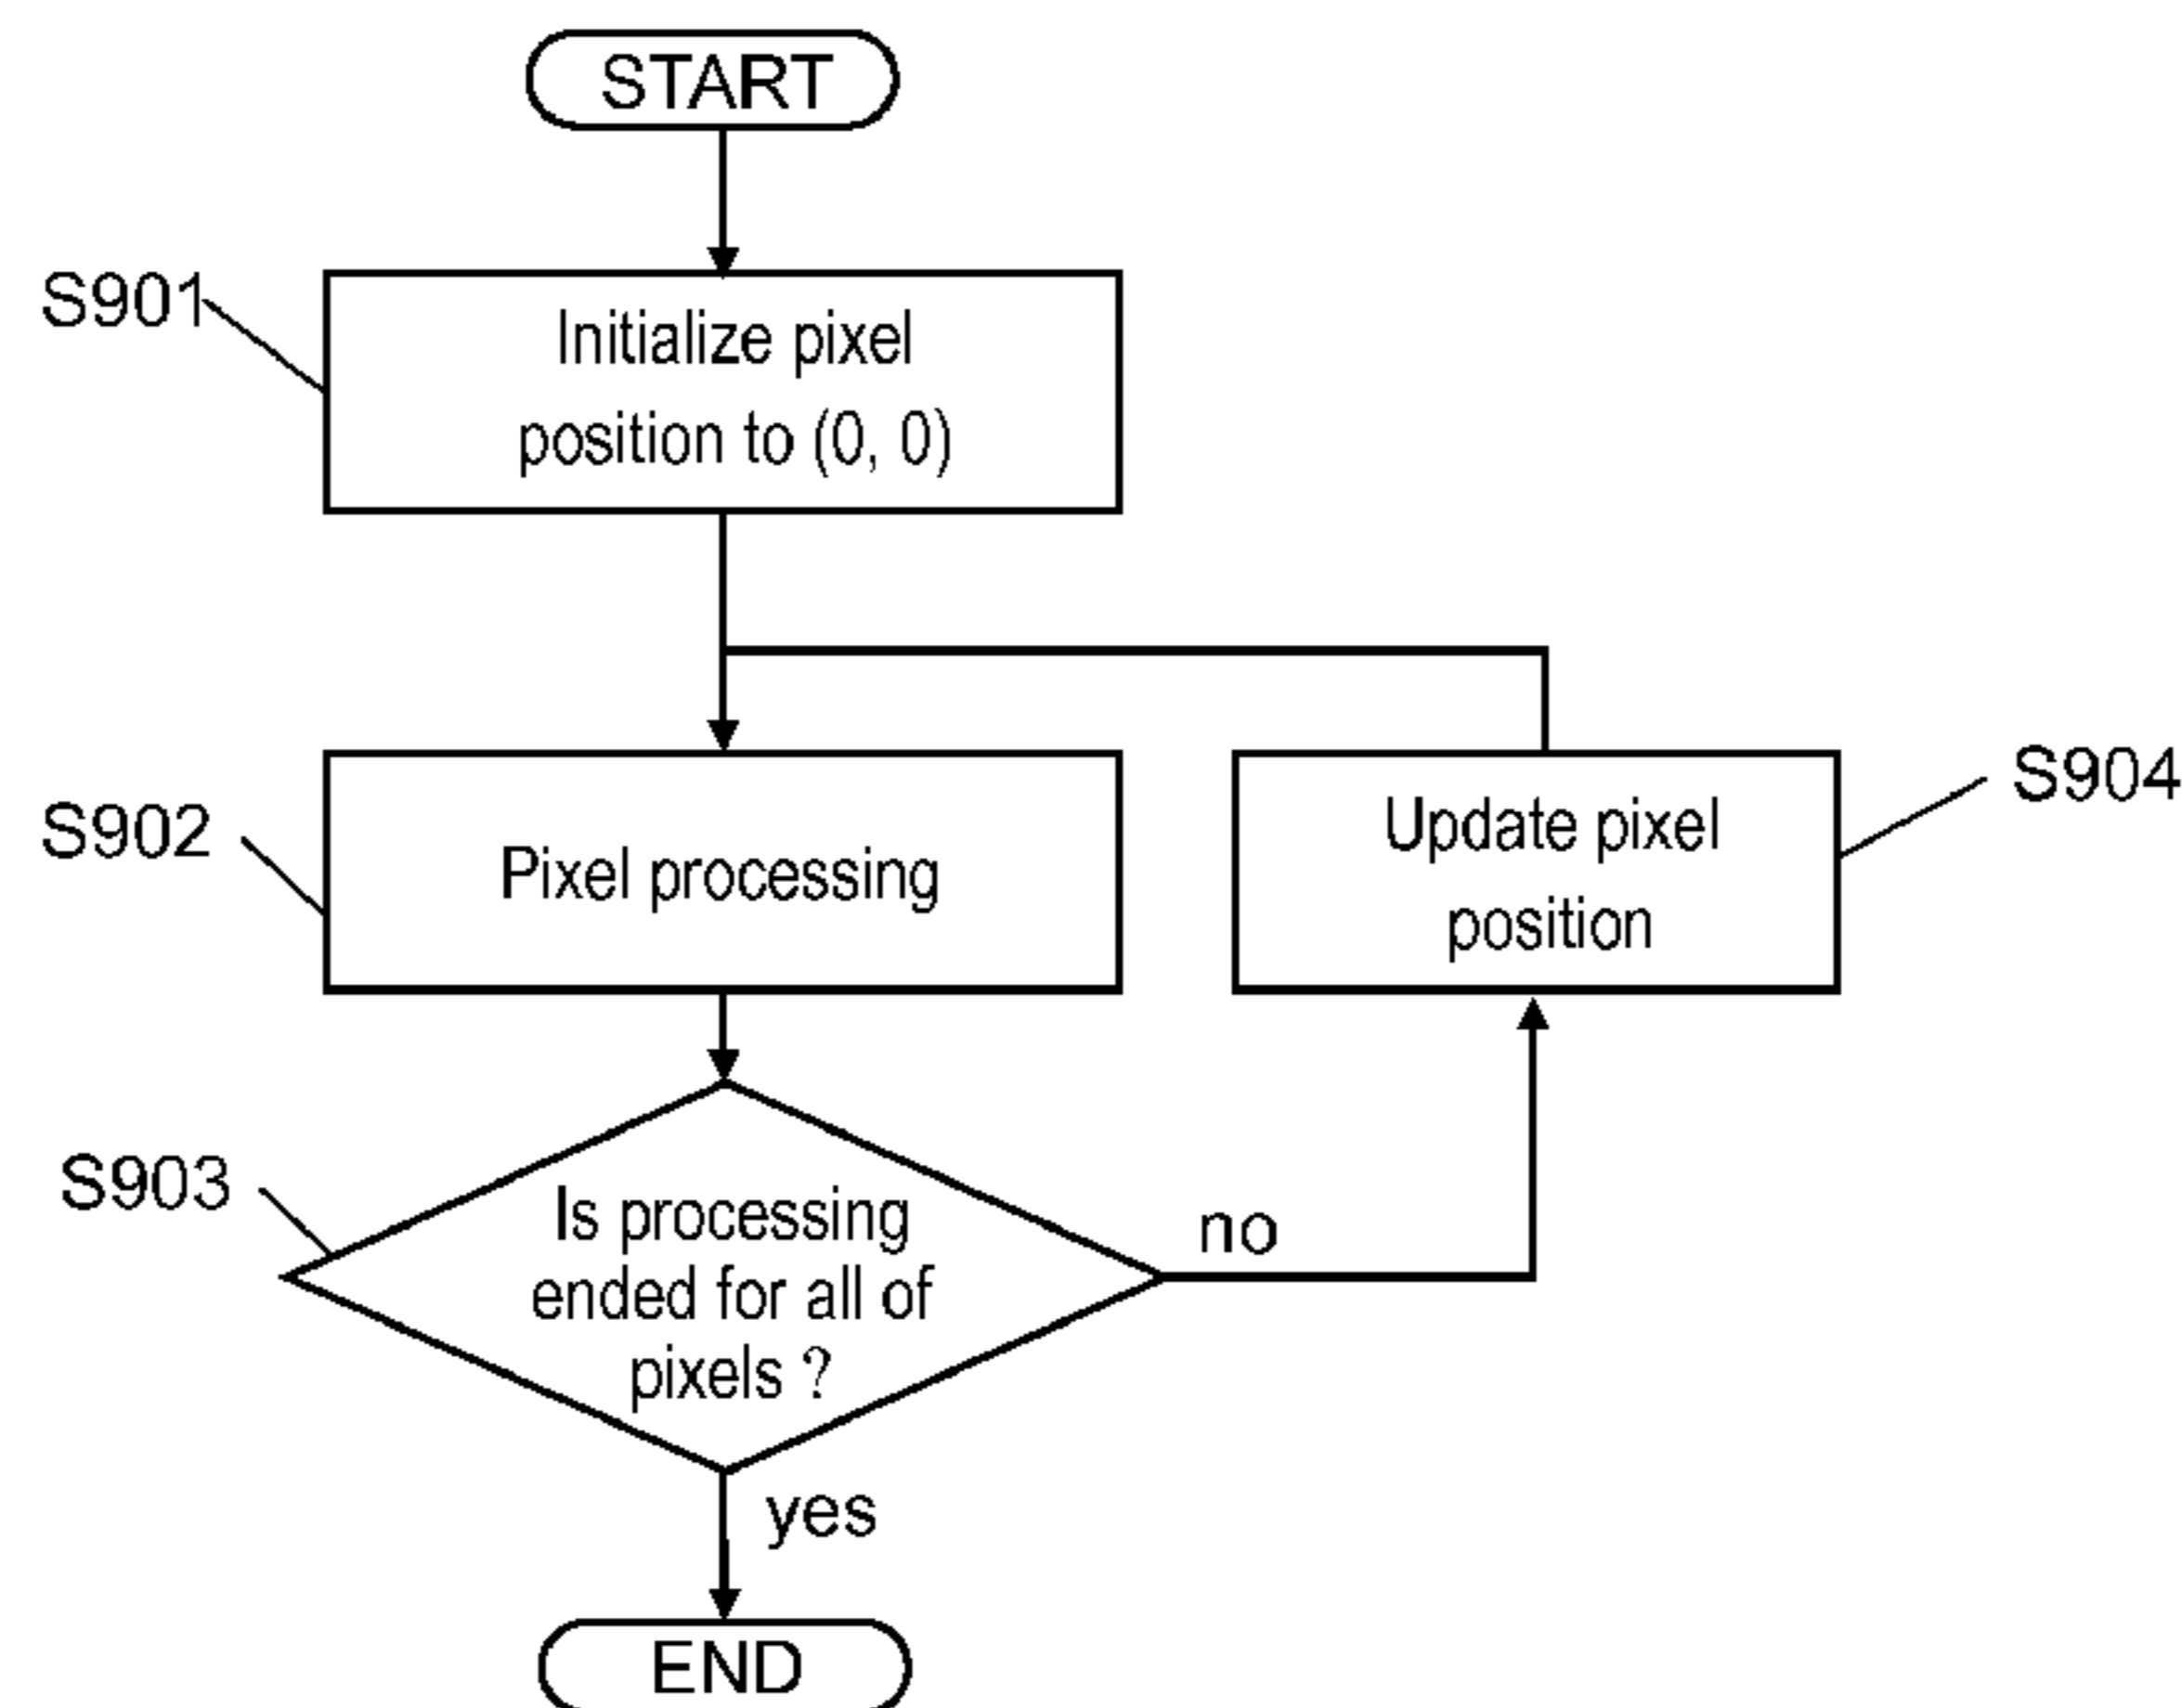 START
S901
Initialize pixel
position to (0, 0)
S902
Pixel processing
Update pixel
position
S904
S903
Is processing
ended for all of
pixels ?
no
yes
END